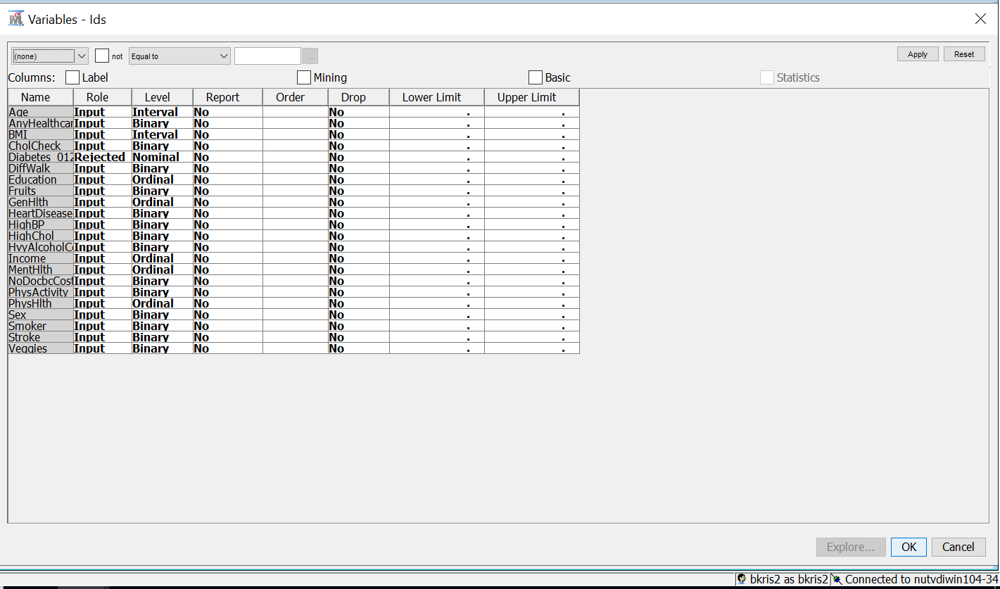 Variables - Ids
(none) not Equal to ... Apply Reset
Columns: Label Mining Basic Statistics
Name Role Level Report Order Drop Lower Limit Upper Limit
Age Input Interval No No . .
AnyHealthcar Input Binary No No . .
BMI Input Interval No No . .
CholCheck Input Binary No No . .
Diabetes_012 Rejected Nominal No No . .
DiffWalk Input Binary No No . .
Education Input Ordinal No No . .
Fruits Input Binary No No . .
GenHlth Input Ordinal No No . .
HeartDisease Input Binary No No . .
HighBP Input Binary No No . .
HighChol Input Binary No No . .
HvyAlcoholCo Input Binary No No . .
Income Input Ordinal No No . .
MentHlth Input Ordinal No No . .
NoDocbcCost Input Binary No No . .
PhysActivity Input Binary No No . .
PhysHlth Input Ordinal No No . .
Sex Input Binary No No . .
Smoker Input Binary No No . .
Stroke Input Binary No No . .
Veggies Input Binary No No . .
Explore... OK Cancel
bkris2 as bkris2 Connected to nutvdiwin104-34